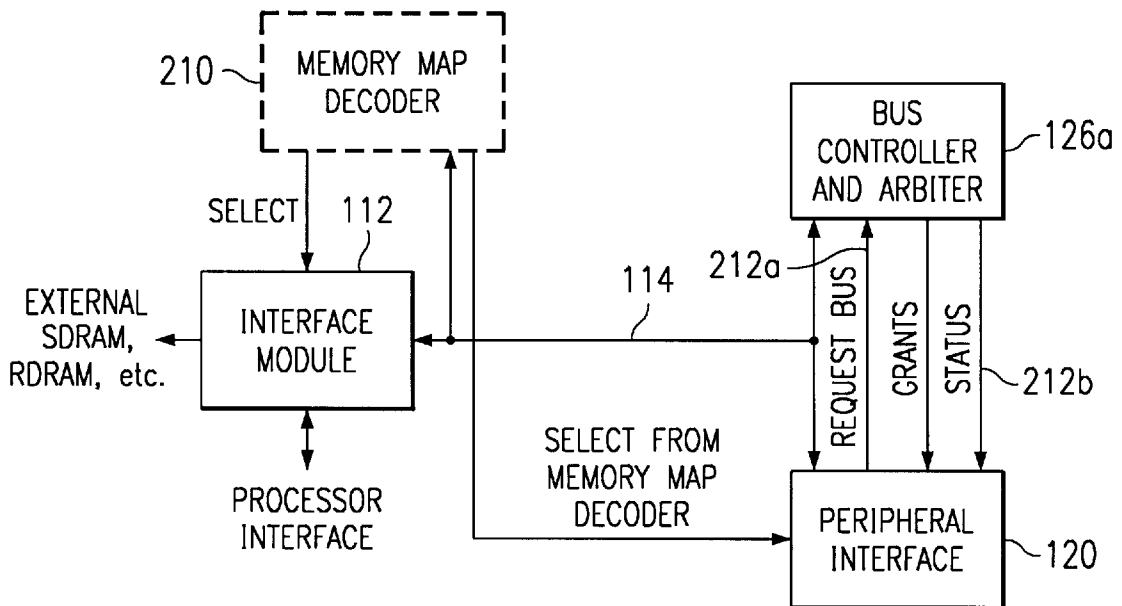 210
MEMORY MAP
DECODER
BUS
CONTROLLER
AND ARBITER
126a
SELECT
112
212a
114
REQUEST BUS
GRANTS
STATUS
212b
EXTERNAL
SDRAM,
RDRAM, etc.
INTERFACE
MODULE
SELECT FROM
MEMORY MAP
DECODER
PROCESSOR
INTERFACE
PERIPHERAL
INTERFACE
120